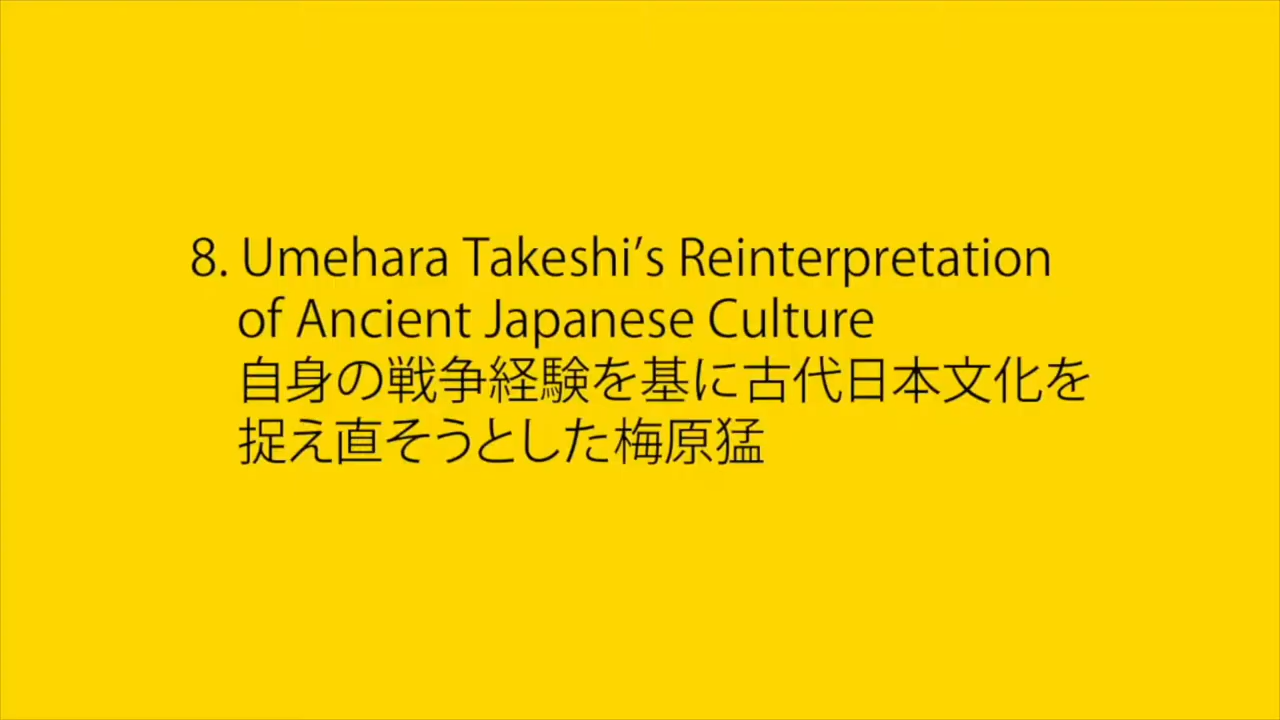 8. Umehara Takeshi’s Reinterpretation
of Ancient Japanese Culture
自身の戦争経験を基に古代日本文化を
捉え直そうとした梅原猛